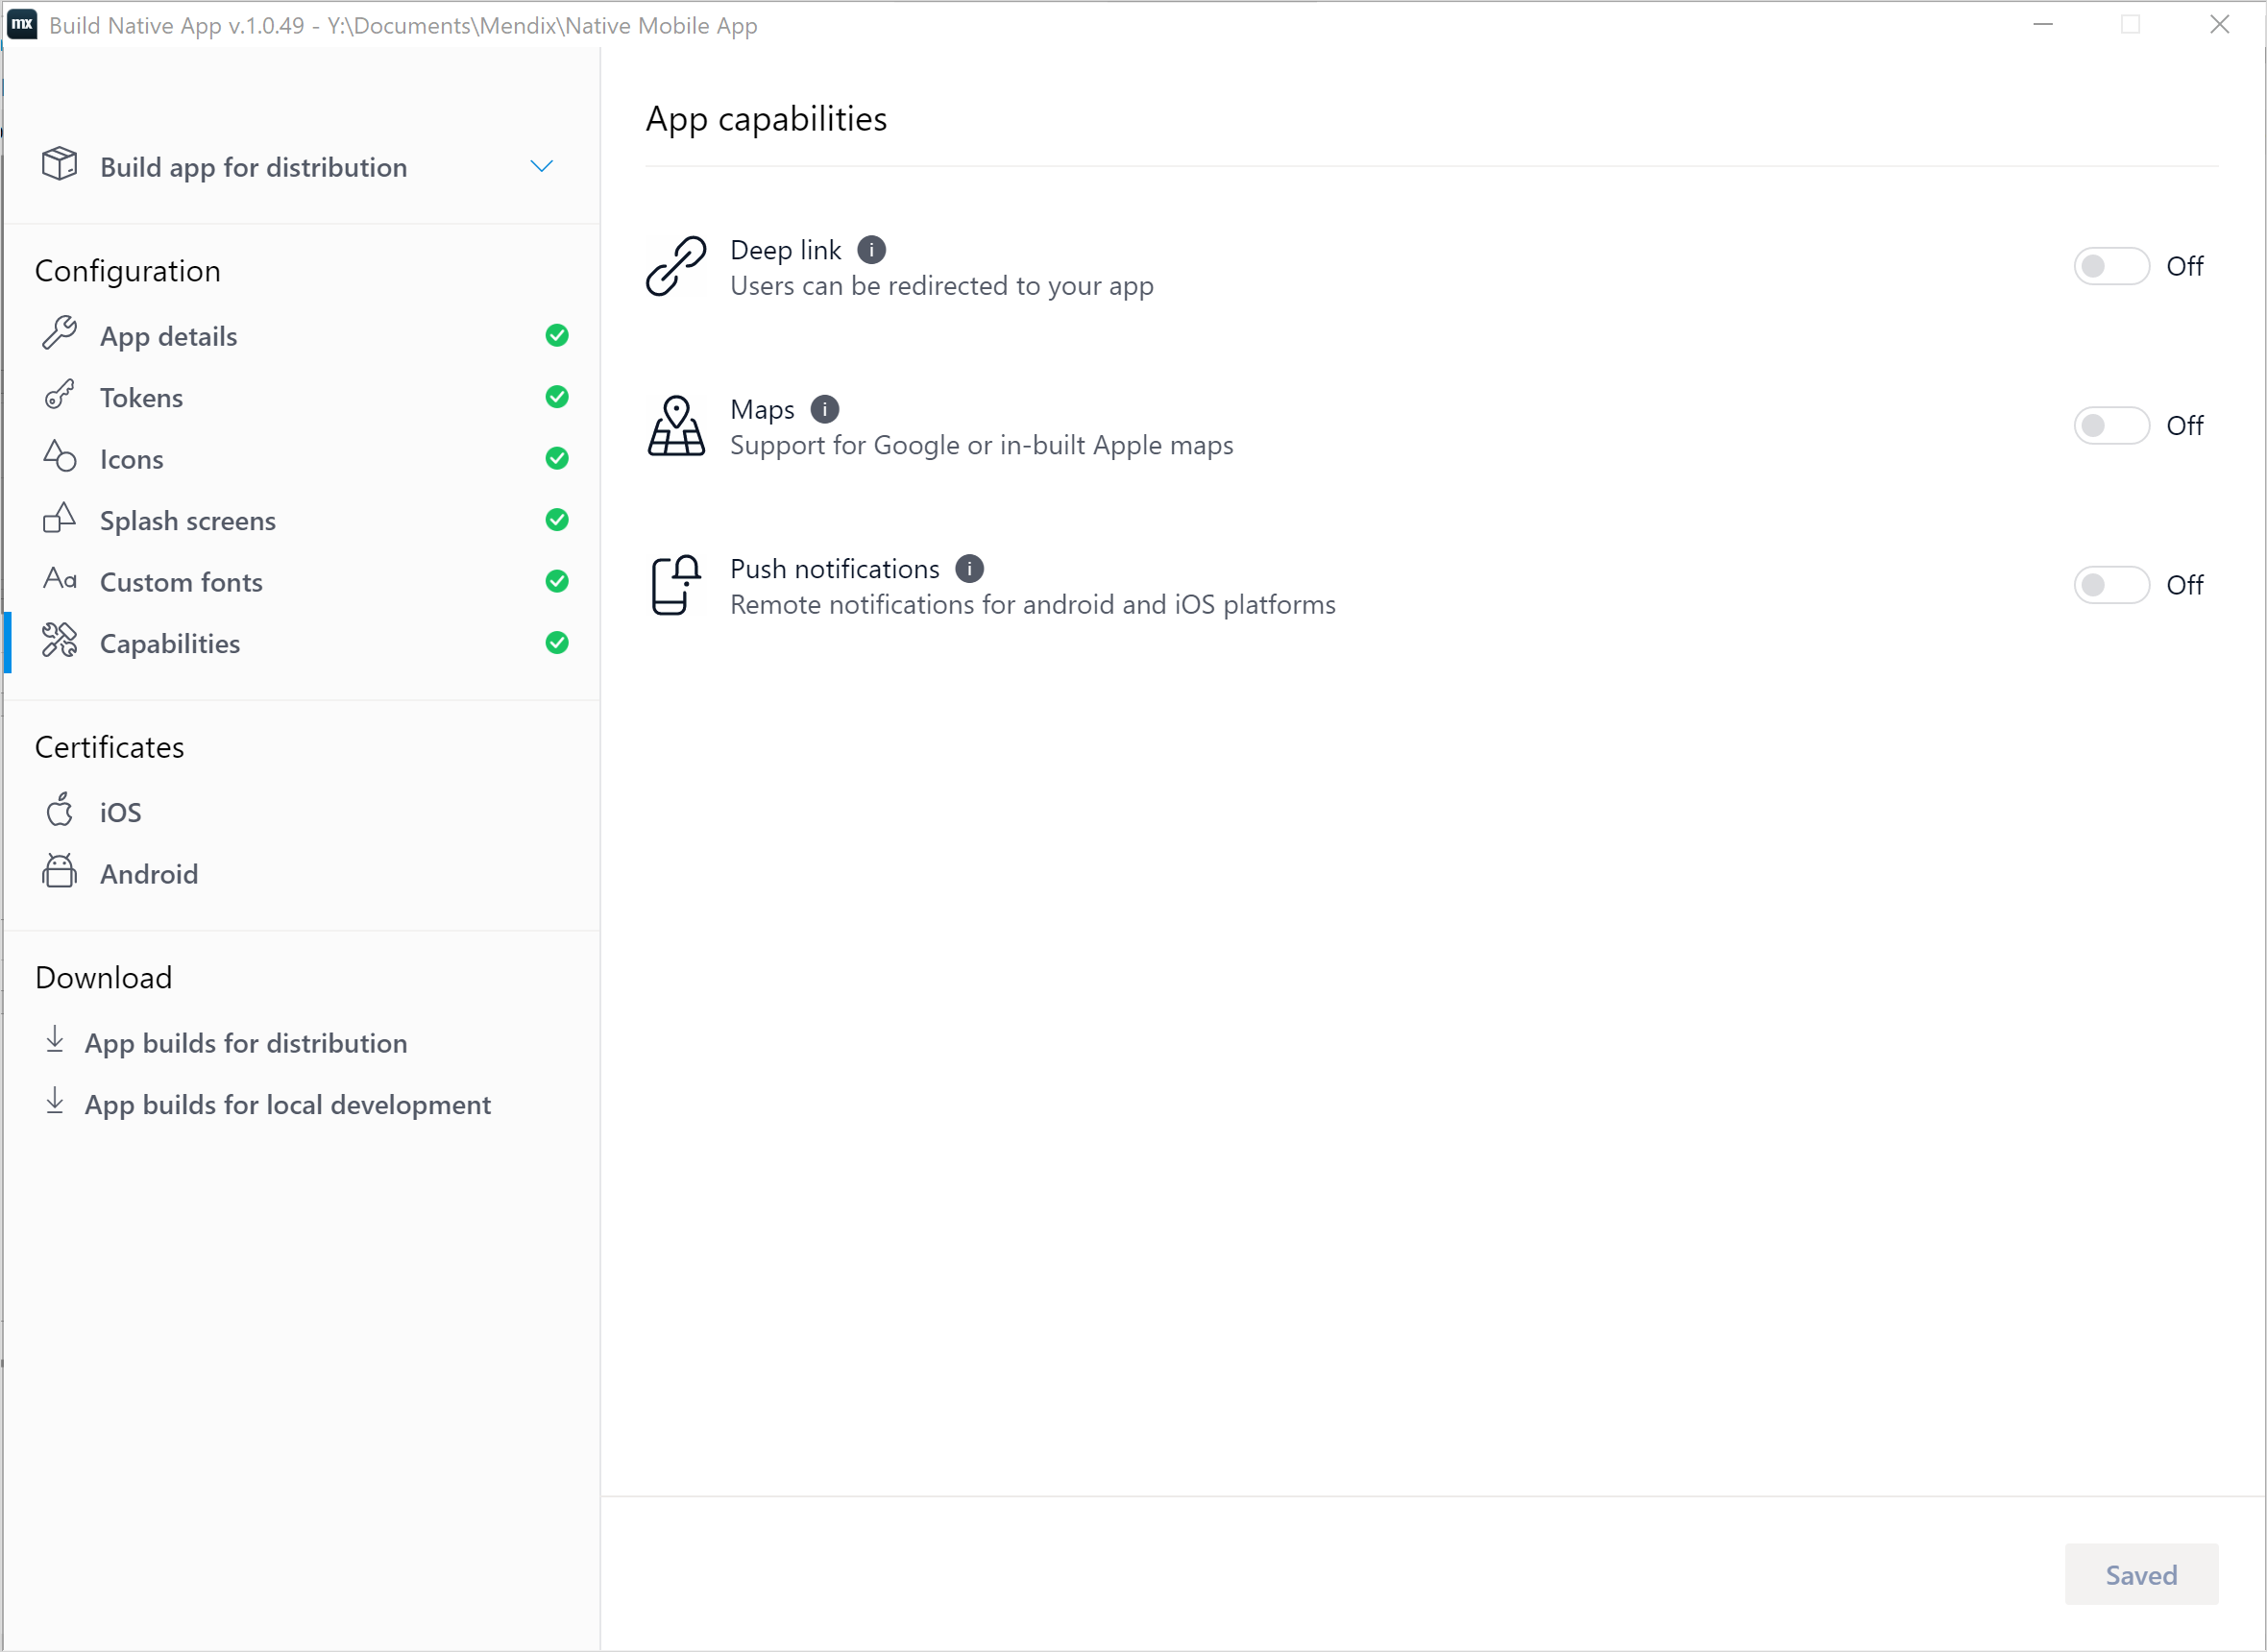 mx Build Native App v.1.0.49 - Y:\Documents\Mendix\Native Mobile App
Build app for distribution
Configuration
App details
Tokens
Icons
Splash screens
Aa Custom fonts
Capabilities
Certificates
iOS
Android
Download
App builds for distribution
App builds for local development
App capabilities
Deep link i
Users can be redirected to your app
Off
Maps i
Support for Google or in-built Apple maps
Off
Push notifications i
Remote notifications for android and iOS platforms
Off
Saved